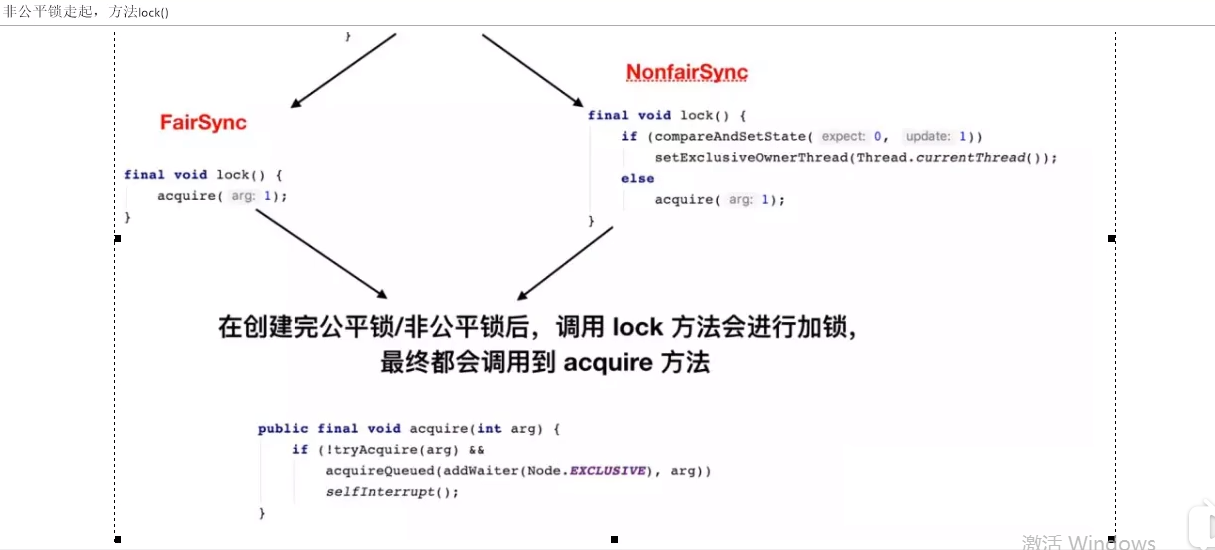 非公平锁走起，方法lock()
}
NonfairSync
FairSync
final void lock() {
if (compareAndSetState( expect: 0, update: 1))
setExclusiveOwnerThread(Thread.currentThread());
else
acquire( arg: 1);
}
final void lock() {
acquire( arg: 1);
}
在创建完公平锁/非公平锁后，调用 lock 方法会进行加锁，
最终都会调用到 acquire 方法
public final void acquire(int arg) {
if (!tryAcquire(arg) &&
acquireQueued(addWaiter(Node.EXCLUSIVE), arg))
selfInterrupt();
}
激活 Windows